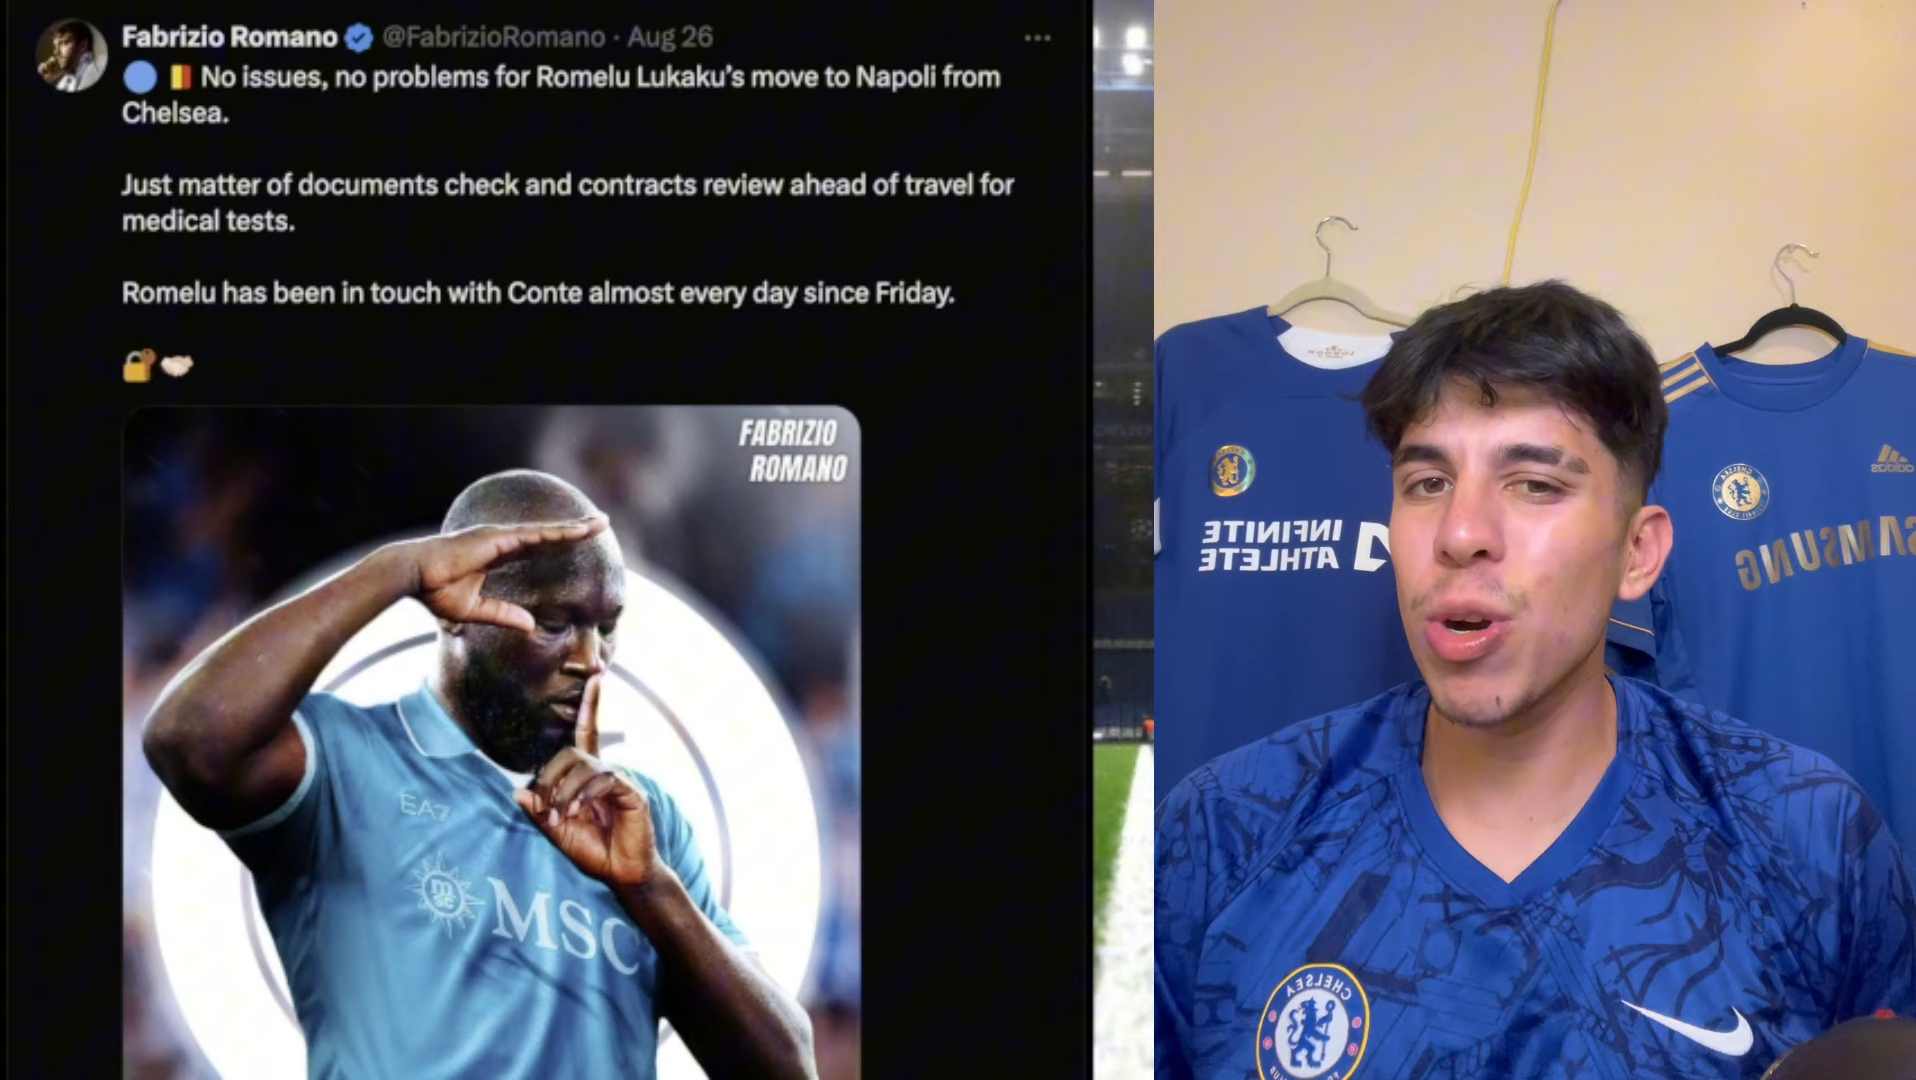 Fabrizio Romano @FabrizioRomano · Aug 26
No issues, no problems for Romelu Lukaku's move to Napoli from
Chelsea.
Just matter of documents check and contracts review ahead of travel for
medical tests.
Romelu has been in touch with Conte almost every day since Friday.
FABRIZIO
ROMANO
EA7
msc
MSC
INFINITE
ATHLETE
adidas
SAMSUNG
CHELSEA